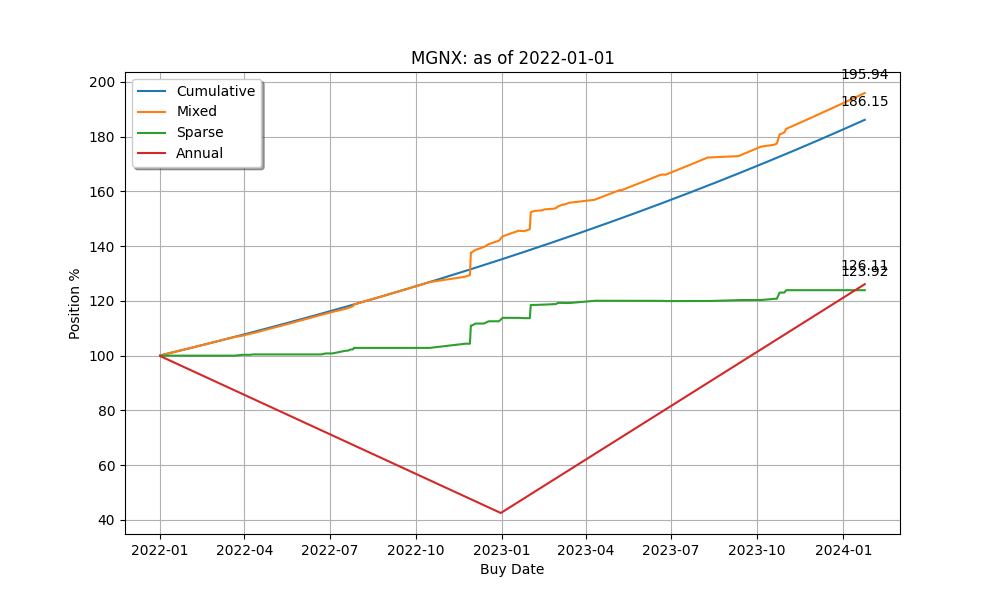 MGNX: as of 2022-01-01
Cumulative
Mixed
Sparse
Annual
195.94
186.15
126.11
123.92
Position %
200
180
160
140
120
100
80
60
40
2022-01 2022-04 2022-07 2022-10 2023-01 2023-04 2023-07 2023-10 2024-01
Buy Date